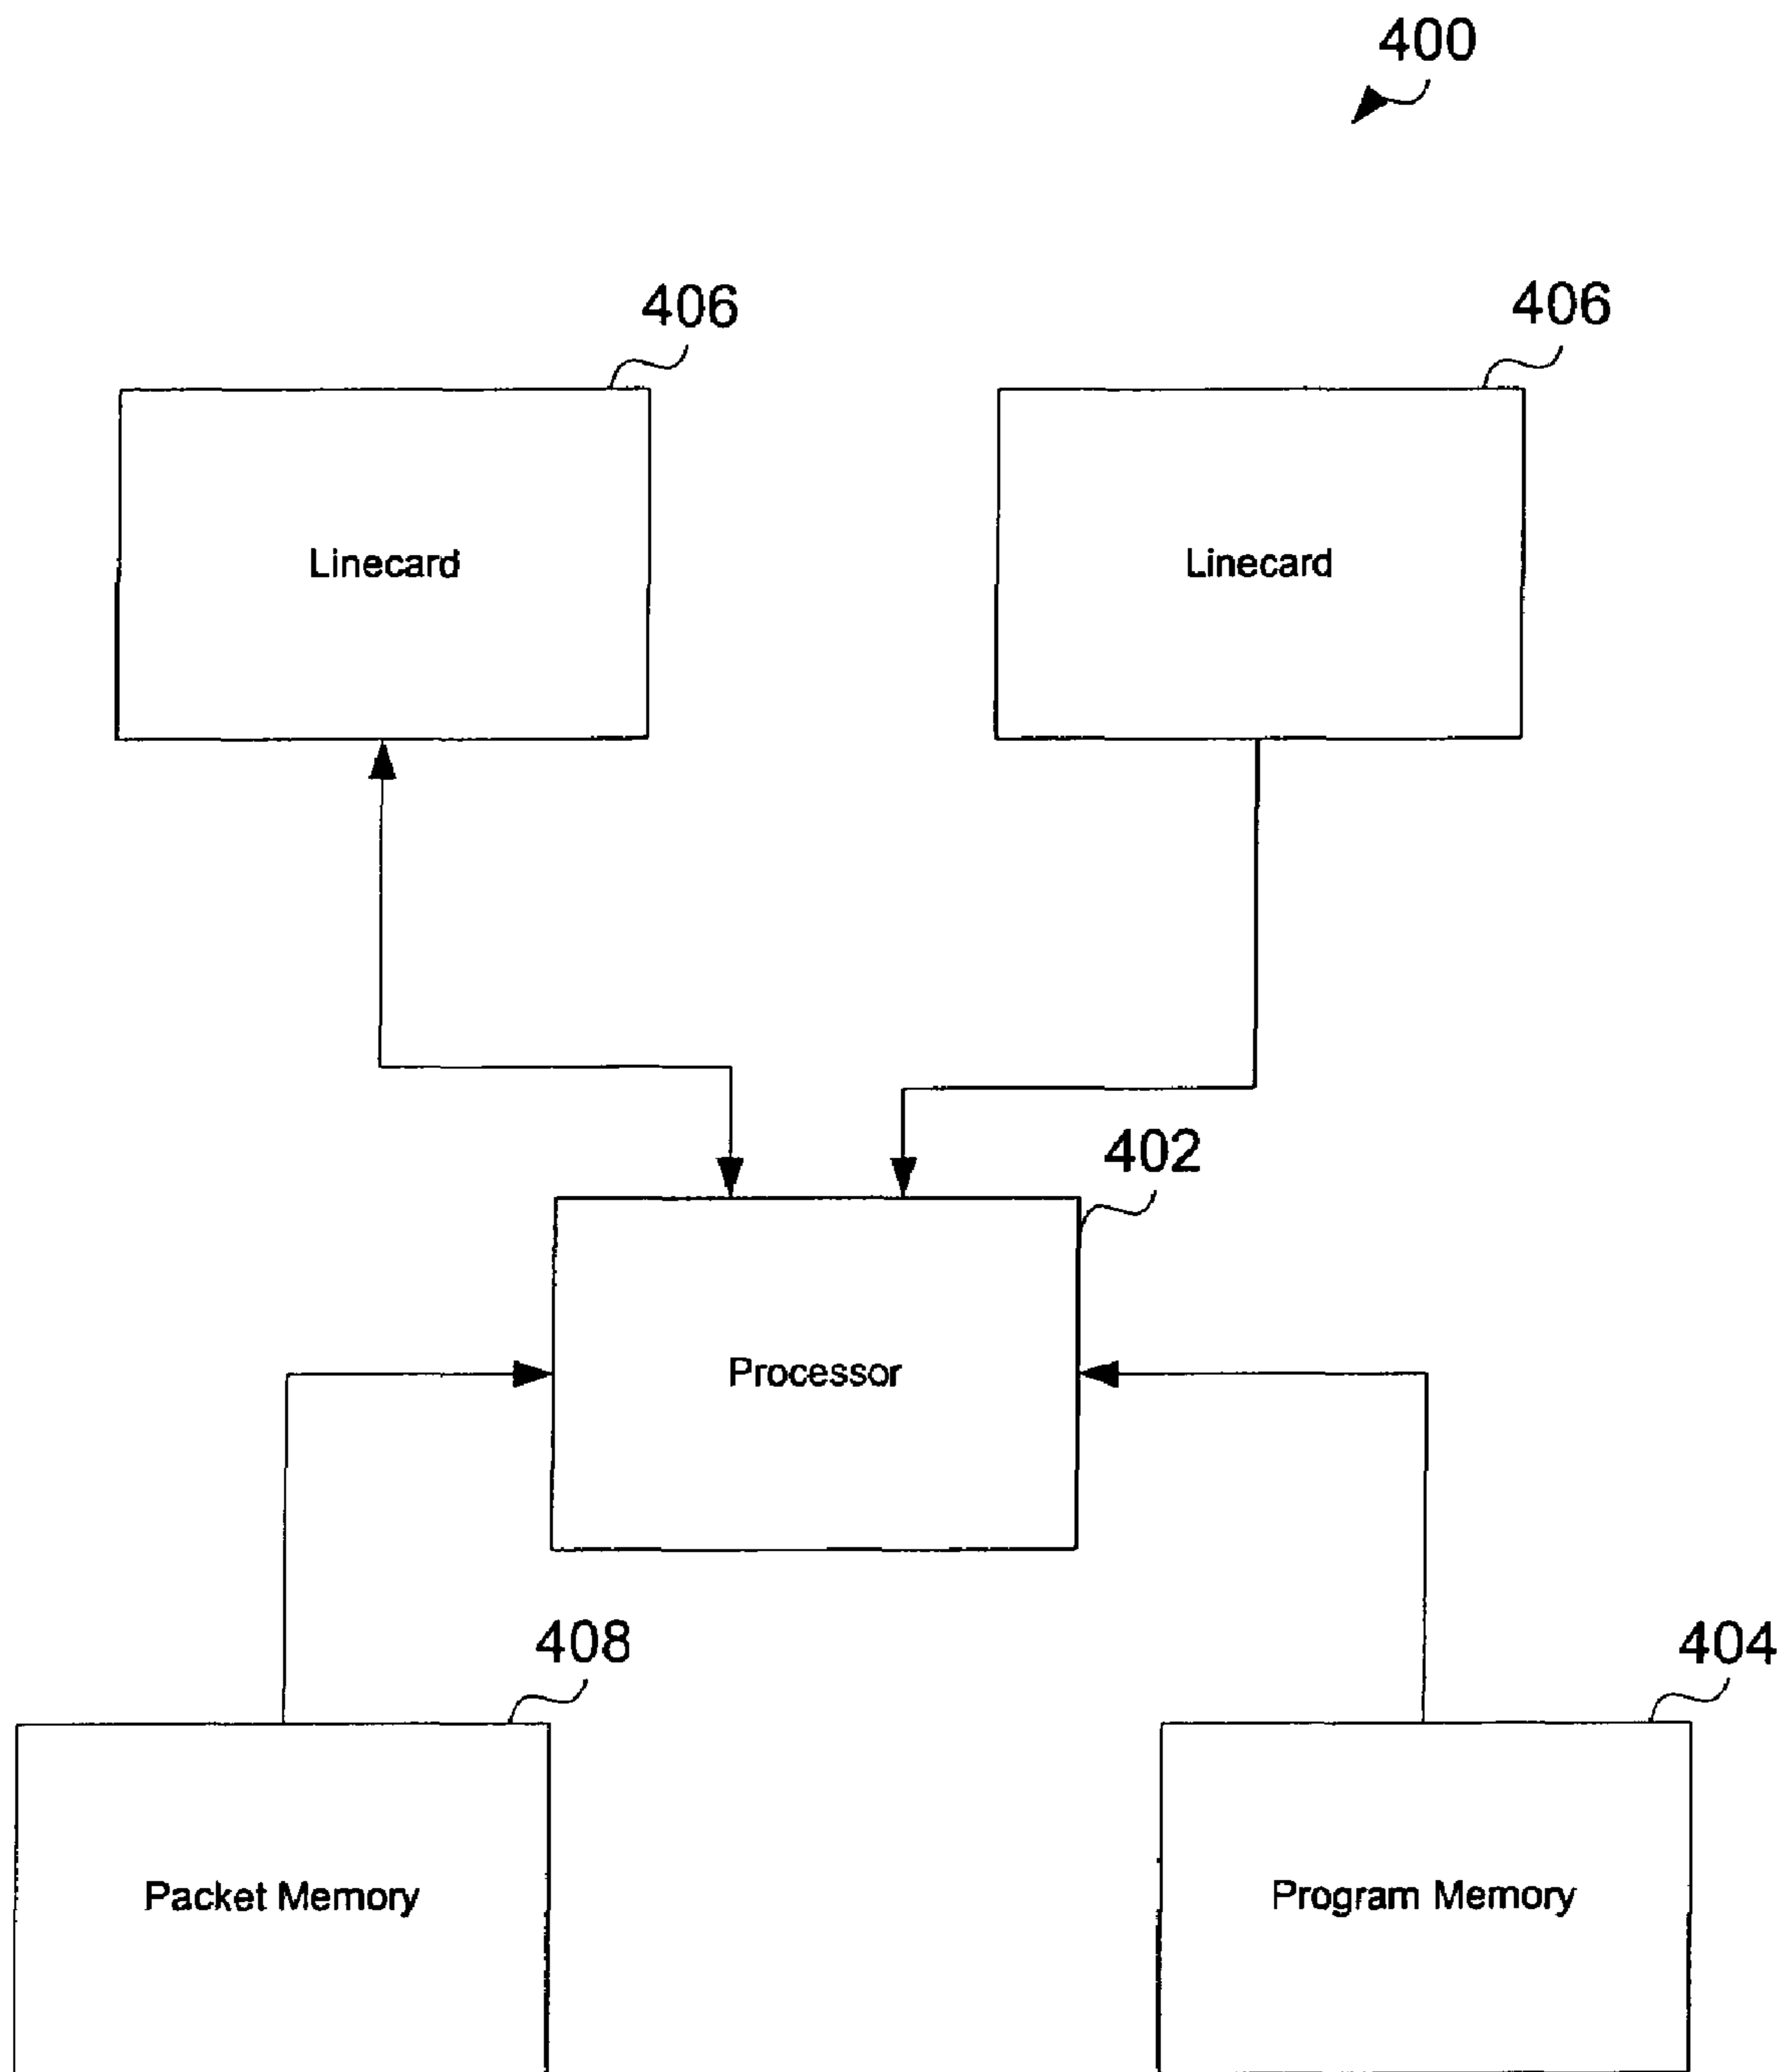 400
406
406
Linecard
Linecard
402
Processor
408
404
Packet Memory
Program Memory